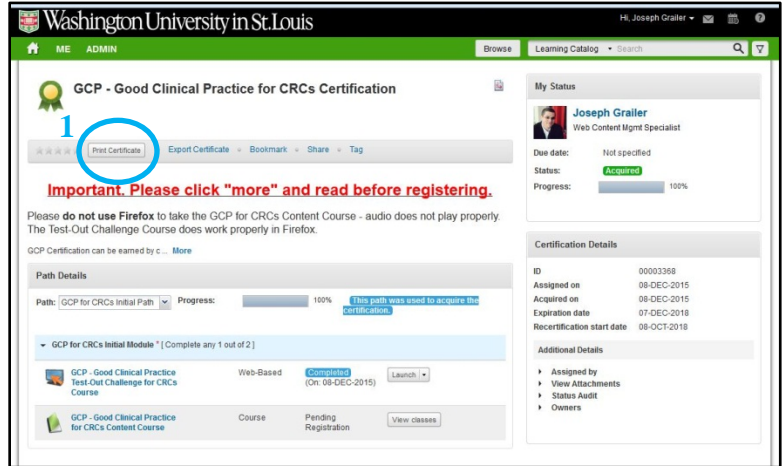 Washington University in St.Louis
Hi, Joseph Grailer
ME ADMIN
Browse Learning Catalog Search
GCP - Good Clinical Practice for CRCs Certification
1
Print Certificate Export Certificate Bookmark Share Tag
Important. Please click "more" and read before registering.
Please do not use Firefox to take the GCP for CRCs Content Course - audio does not play properly.
The Test-Out Challenge Course does work properly in Firefox.
GCP Certification can be earned by c... More
Path Details
Path: GCP for CRCs Initial Path Progress: 100% This path was used to acquire the
certification.
GCP for CRCs Initial Module * [ Complete any 1 out of 2 ]
GCP - Good Clinical Practice Web-Based Completed Launch
Test-Out Challenge for CRCs (On: 08-DEC-2015)
Course
GCP - Good Clinical Practice Course Pending View classes
for CRCs Content Course Registration
My Status
Joseph Grailer
Web Content Mgmt Specialist
Due date: Not specified
Status: Acquired
Progress: 100%
Certification Details
ID 00003368
Assigned on 08-DEC-2015
Acquired on 08-DEC-2015
Expiration date 07-DEC-2018
Recertification start date 08-OCT-2018
Additional Details
Assigned by
View Attachments
Status Audit
Owners